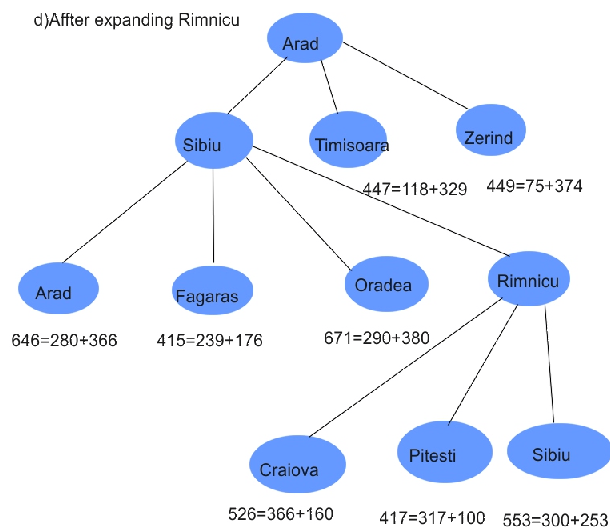 d)Affter expanding Rimnicu
Arad
Sibiu
Timisoara
Zerind
447=118+329
449=75+374
Arad
Fagaras
Oradea
Rimnicu
646=280+366
415=239+176
671=290+380
Craiova
Pitesti
Sibiu
526=366+160
417=317+100
553=300+253